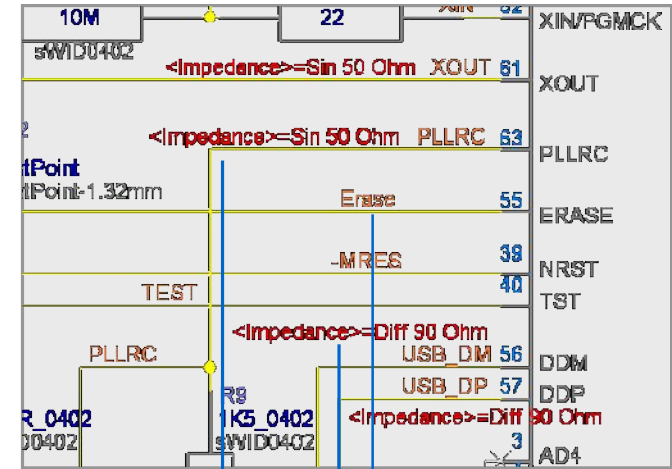 10M
22
XIN 62
XIN/PGMCK
sWID0402
<Impedance>=Sin 50 Ohm XOUT 61
XOUT
<Impedance>=Sin 50 Ohm PLLRC 63
PLLRC
tPoint
tPoint-1.32mm
Erase 55
ERASE
-MRES 39
NRST
TEST 40
TST
<Impedance>=Diff 90 Ohm
PLLRC
USB_DM 56
DDM
R9
USB_DP 57
DDP
R_0402
1K5_0402
<Impedance>=Diff 90 Ohm
D0402
sWID0402
3
AD4